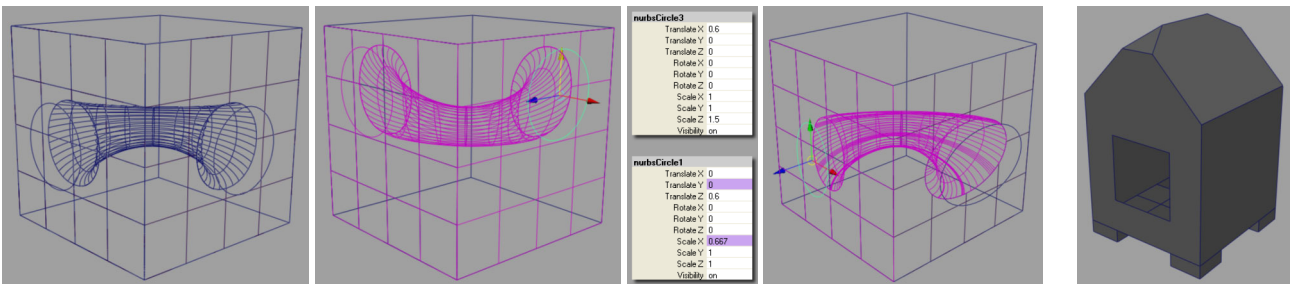 nurbsCircle3
Translate X 0.6
Translate Y 0
Translate Z 0
Rotate X 0
Rotate Y 0
Rotate Z 0
Scale X 1
Scale Y 1
Scale Z 1.5
Visibility on
nurbsCircle1
Translate X 0
Translate Y 0
Translate Z 0.6
Rotate X 0
Rotate Y 0
Rotate Z 0
Scale X 0.667
Scale Y 1
Scale Z 1
Visibility on